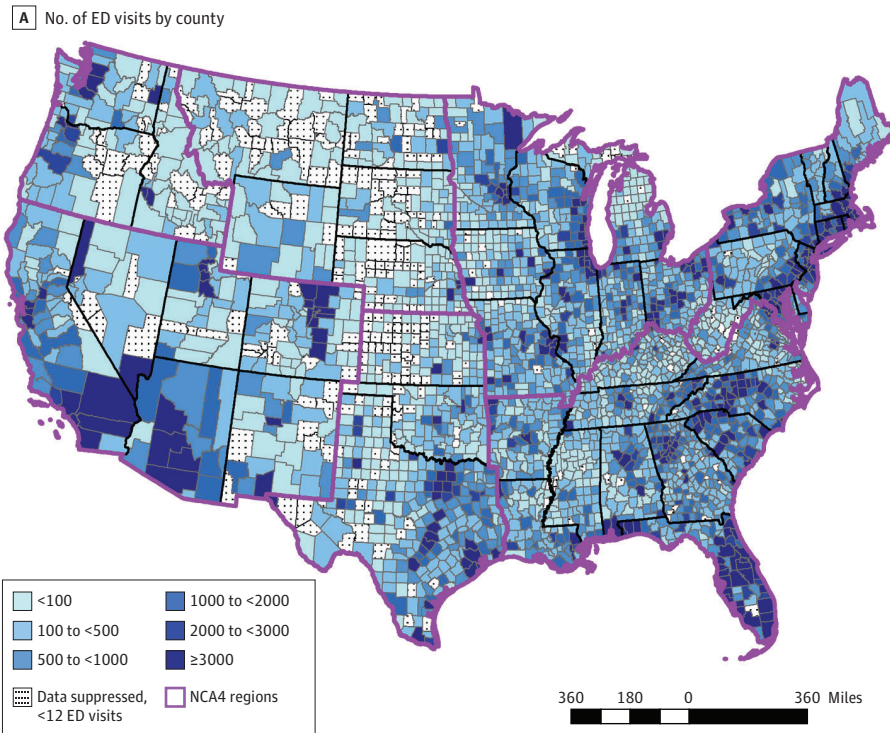 A No. of ED visits by county
<100
100 to <500
500 to <1000
Data suppressed,
<12 ED visits
1000 to <2000
2000 to <3000
≥3000
NCA4 regions
360 180 0 360 Miles